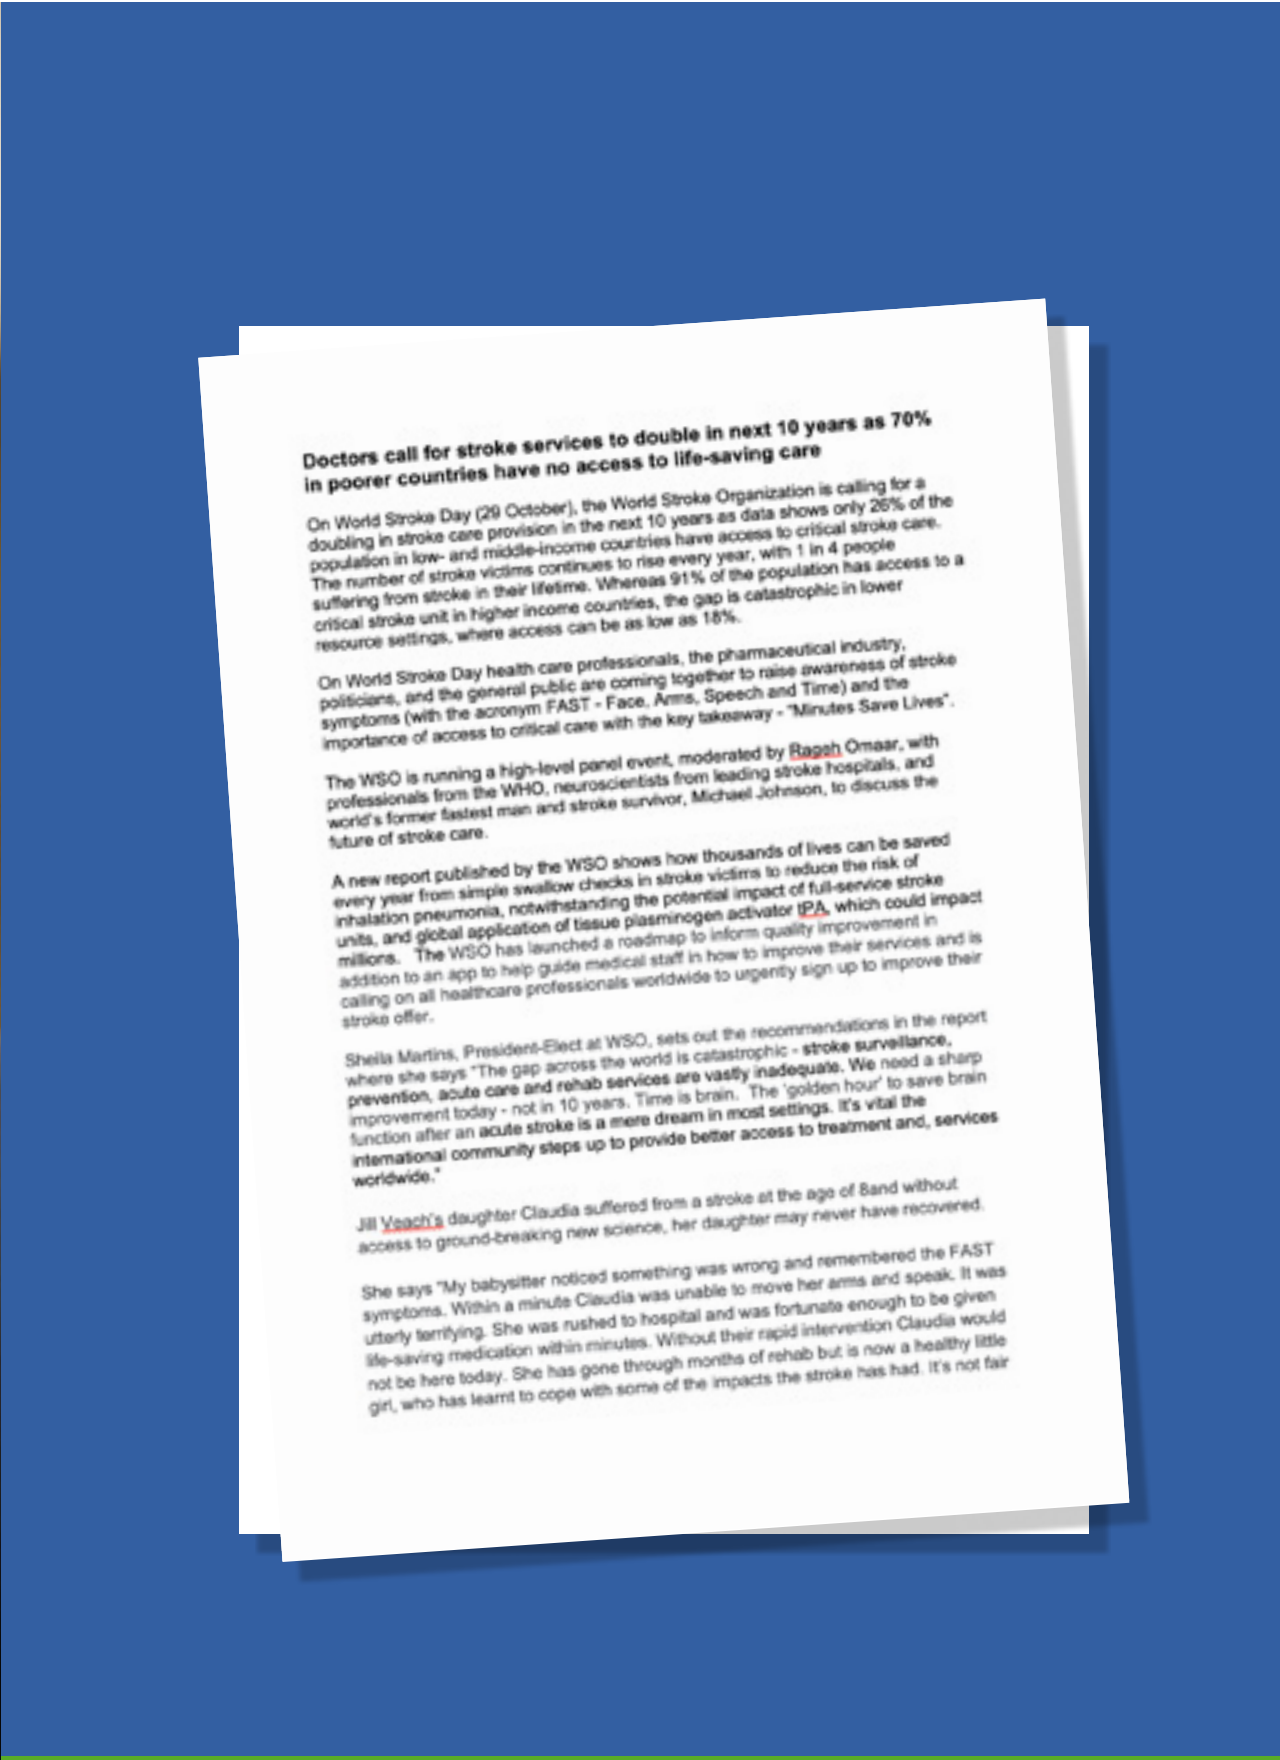 Doctors call for stroke services to double in next 10 years as 70%
in poorer countries have no access to life-saving care
On World Stroke Day (29 October), the World Stroke Organization is calling for a
doubling in stroke care provision in the next 10 years as data shows only 26% of the
population in low- and middle-income countries have access to critical stroke care.
The number of stroke victims continues to rise every year, with 1 in 4 people
suffering from stroke in their lifetime. Whereas 91% of the population has access to a
critical stroke unit in higher income countries, the gap is catastrophic in lower
resource settings, where access can be as low as 18%.
On World Stroke Day health care professionals, the pharmaceutical industry,
politicians, and the general public are coming together to raise awareness of stroke
symptoms (with the acronym FAST - Face, Arms, Speech and Time) and the
importance of access to critical care with the key takeaway - "Minutes Save Lives".
The WSO is running a high-level panel event, moderated by Rageh Omaar, with
professionals from the WHO, neuroscientists from leading stroke hospitals, and
world's former fastest man and stroke survivor, Michael Johnson, to discuss the
future of stroke care.
A new report published by the WSO shows how thousands of lives can be saved
every year from simple swallow checks in stroke victims to reduce the risk of
inhalation pneumonia, notwithstanding the potential impact of full-service stroke
units, and global application of tissue plasminogen activator tPA, which could impact
millions. The WSO has launched a roadmap to inform quality improvement in
addition to an app to help guide medical staff in how to improve their services and is
calling on all healthcare professionals worldwide to urgently sign up to improve their
stroke offer.
Sheila Martins, President-Elect at WSO, sets out the recommendations in the report
where she says "The gap across the world is catastrophic - stroke surveillance,
prevention, acute care and rehab services are vastly inadequate. We need a sharp
improvement today - not in 10 years. Time is brain. The 'golden hour' to save brain
function after an acute stroke is a mere dream in most settings. It's vital the
international community steps up to provide better access to treatment and, services
worldwide."
Jill Veach's daughter Claudia suffered from a stroke at the age of 8and without
access to ground-breaking new science, her daughter may never have recovered.
She says "My babysitter noticed something was wrong and remembered the FAST
symptoms. Within a minute Claudia was unable to move her arms and speak. It was
utterly terrifying. She was rushed to hospital and was fortunate enough to be given
life-saving medication within minutes. Without their rapid intervention Claudia would
not be here today. She has gone through months of rehab but is now a healthy little
girl, who has learnt to cope with some of the impacts the stroke has had. It's not fair